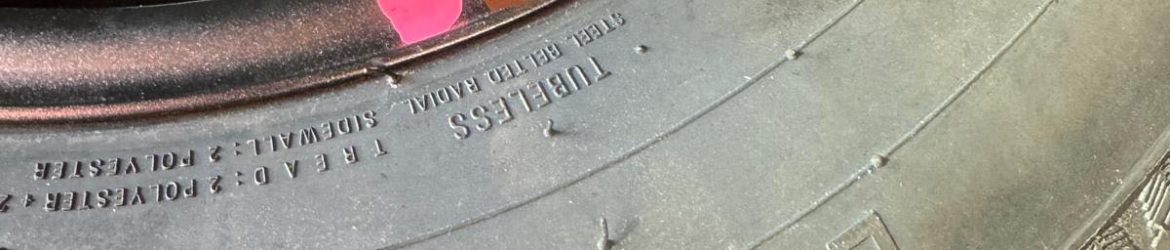 TUBELESS
STEEL BELTED RADIAL
TREAD: 2 POLYESTER + 2
SIDEWALL: 2 POLYESTER